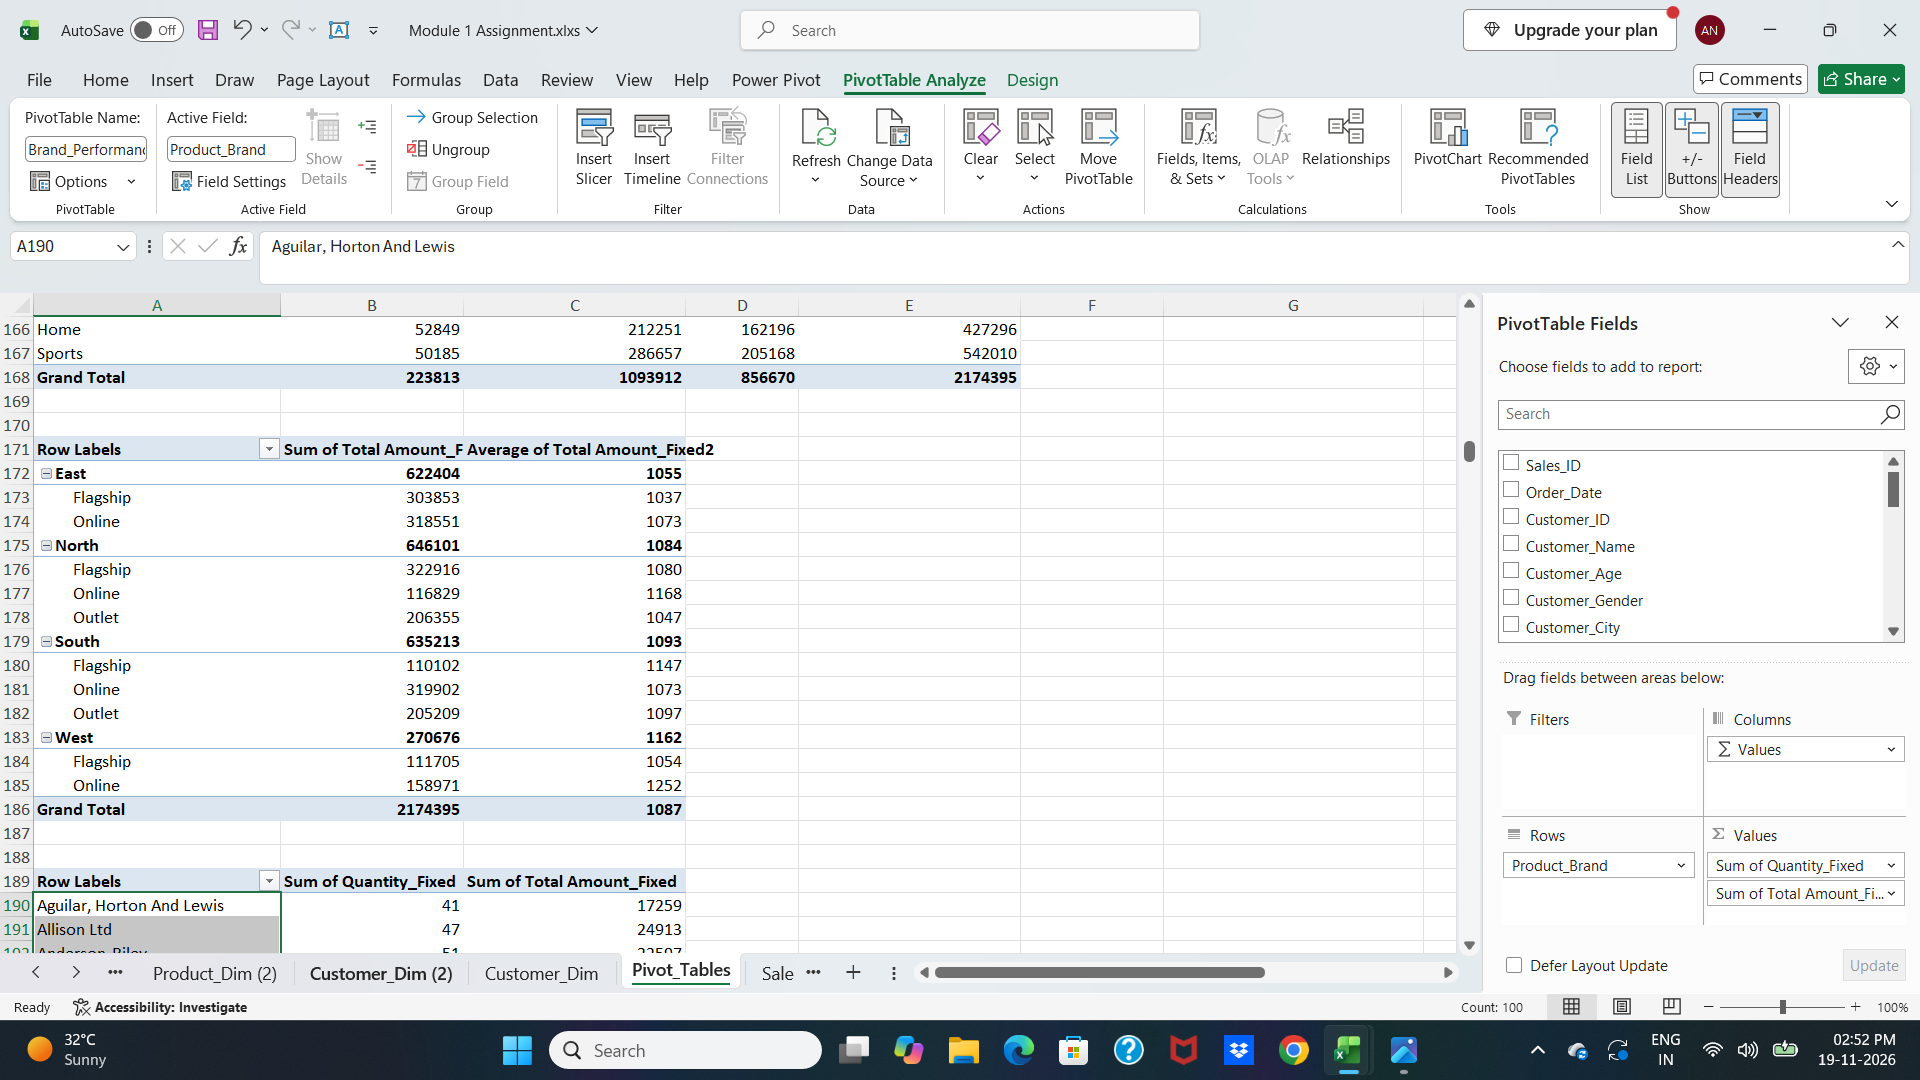 AutoSave Off Module 1 Assignment.xlsx Search Upgrade your plan AN
File Home Insert Draw Page Layout Formulas Data Review View Help Power Pivot PivotTable Analyze Design Comments Share
PivotTable Name: Active Field: Group Selection
Product_Brand Ungroup
Options Field Settings Group Field
Show Details
Insert Slicer Insert Timeline Filter Connections
Refresh Change Data Source
Clear Select Move PivotTable
Fields, Items, & Sets OLAP Tools Relationships
PivotChart Recommended PivotTables
Field List +/- Buttons Field Headers
PivotTable Active Field Group Filter Data Actions Calculations Tools Show
A190 fx Aguilar, Horton And Lewis
A B C D E F G
166 Home 52849 212251 162196 427296
167 Sports 50185 286657 205168 542010
168 Grand Total 223813 1093912 856670 2174395
169
170
171 Row Labels Sum of Total Amount_F Average of Total Amount_Fixed2
172 East 622404 1055
173 Flagship 303853 1037
174 Online 318551 1073
175 North 646101 1084
176 Flagship 322916 1080
177 Online 116829 1168
178 Outlet 206355 1047
179 South 635213 1093
180 Flagship 110102 1147
181 Online 319902 1073
182 Outlet 205209 1097
183 West 270676 1162
184 Flagship 111705 1054
185 Online 158971 1252
186 Grand Total 2174395 1087
187
188
189 Row Labels Sum of Quantity_Fixed Sum of Total Amount_Fixed
190 Aguilar, Horton And Lewis 41 17259
191 Allison Ltd 47 24913
PivotTable Fields
Choose fields to add to report:
Search
Sales_ID
Order_Date
Customer_ID
Customer_Name
Customer_Age
Customer_Gender
Customer_City
Drag fields between areas below:
Filters Columns
Σ Values
Rows Σ Values
Product_Brand Sum of Quantity_Fixed
Sum of Total Amount_Fi...
Defer Layout Update Update
Product_Dim (2) Customer_Dim (2) Customer_Dim Pivot_Tables Sale
Ready Accessibility: Investigate Count: 100 100%
32°C
Sunny
Search
ENG
IN
02:52 PM
19-11-2026